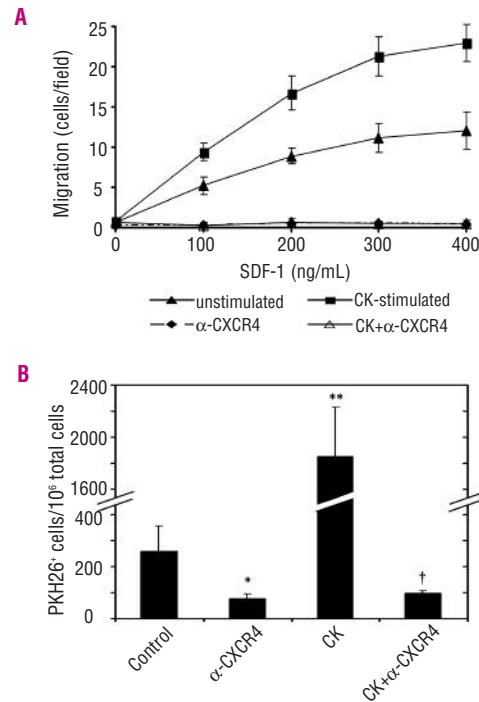 A
Migration (cells/field)
25
20
15
10
5
0
0 100 200 300 400
SDF-1 (ng/mL)
unstimulated CK-stimulated
α-CXCR4 CK+α-CXCR4
B
PKH26⁺ cells/10⁶ total cells
2400
2000
1600
400
200
0
*
**
†
Control α-CXCR4 CK CK+α-CXCR4